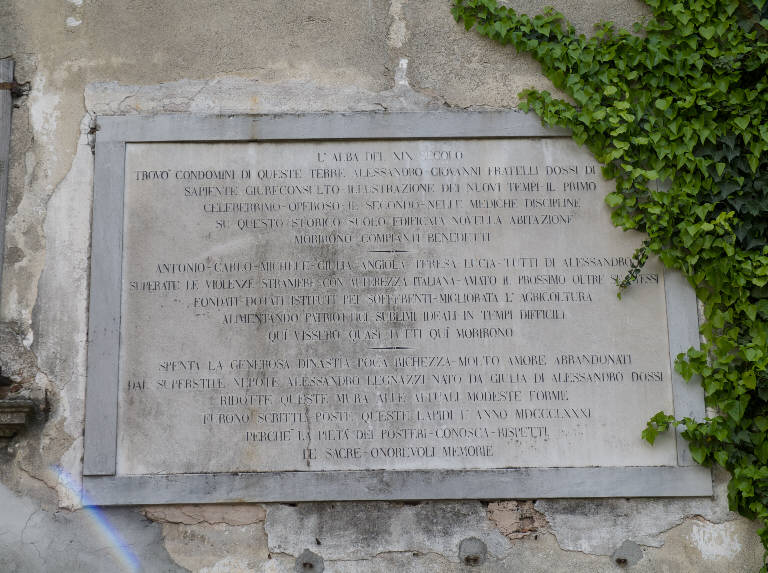 L'ALBA DEL XIX SECOLO
TROVO' CONDOMINI DI QUESTE TERRE ALESSANDRO GIOVANNI FRATELLI DOSSI DI
SAPIENTE GIURECONSULTO ILLUSTRAZIONE DEI NUOVI TEMPI IL PRIMO
CELEBERRIMO-OPEROSO IL SECONDO-NELLE MEDICHE DISCIPLINE
SU QUESTO STORICO SUOLO EDIFICATA NOVELLA ABITAZIONE
MORIRONO COMPIANTI BENEDETTI
ANTONIO-CARLO-MICHELE-GIULIA-ANGIOLA TERESA LUCIA-TUTTI DI ALESSANDRO
SUPERATE LE VIOLENZE STRANIERE CON ALTEREZZA ITALIANA-AMATO IL PROSSIMO OLTRE SE STESSI
FONDATI DOTATI ISTITUTI PEI SOFFERENTI-MIGLIORATA L'AGRICOLTURA
ALIMENTANDO PATRIOTTICI SUBLIMI IDEALI IN TEMPI DIFFICILI
QUI VISSERO QUASI TUTTI QUI MORIRONO
SPENTA LA GENEROSA DINASTIA POCA RICHEZZA-MOLTO AMORE ABBANDONATI
DAL SUPERSTITE NIPOTE ALESSANDRO LEGNAZZI NATO DA GIULIA DI ALESSANDRO DOSSI
RIDOTTE QUESTE MURA ALLE ATTUALI MODESTE FORME
FURONO SCRITTE POSTE QUESTE LAPIDI L'ANNO MDCCCLXXXI
PERCHE' LA PIETA' DEI POSTERI-CONOSCA-RISPETTI
LE SACRE-ONOREVOLI MEMORIE